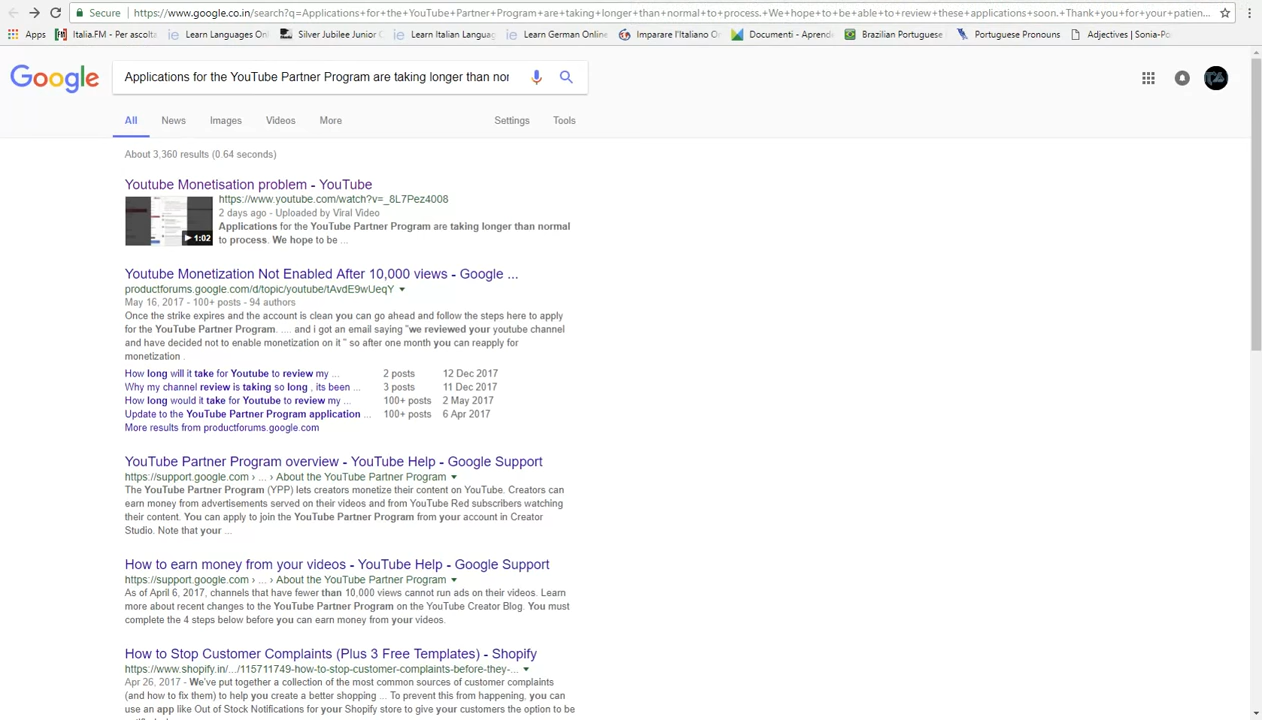 Secure https://www.google.co.in/search?q=Applications+for+the+YouTube+Partner+Program+are+taking+longer+than+normal+to+process.+We+hope+to+be+able+to+review+these+applications+soon.+Thank+you+for+your+patien...
Apps Italia.FM - Per ascolta Learn Languages Onl Silver Jubilee Junior C Learn Italian Languag Learn German Online Imparare l'Italiano O Documenti - Aprende Brazilian Portuguese Portuguese Pronouns Adjectives | Sonia-Po
Google Applications for the YouTube Partner Program are taking longer than nor
All News Images Videos More Settings Tools
About 3,360 results (0.64 seconds)
Youtube Monetisation problem - YouTube
https://www.youtube.com/watch?v=_8L7Pez4008
2 days ago - Uploaded by Viral Video
Applications for the YouTube Partner Program are taking longer than normal
1:02 to process. We hope to be ...
Youtube Monetization Not Enabled After 10,000 views - Google ...
productforums.google.com/d/topic/youtube/tAvdE9wUeqY
May 16, 2017 - 100+ posts - 94 authors
Once the strike expires and the account is clean you can go ahead and follow the steps here to apply
for the YouTube Partner Program. .... and i got an email saying "we reviewed your youtube channel
and have decided not to enable monetization on it " so after one month you can reapply for
monetization .
How long will it take for Youtube to review my ... 2 posts 12 Dec 2017
Why my channel review is taking so long , its been ... 3 posts 11 Dec 2017
How long would it take for Youtube to review my ... 100+ posts 2 May 2017
Update to the YouTube Partner Program application ... 100+ posts 6 Apr 2017
More results from productforums.google.com
YouTube Partner Program overview - YouTube Help - Google Support
https://support.google.com › ... › About the YouTube Partner Program
The YouTube Partner Program (YPP) lets creators monetize their content on YouTube. Creators can
earn money from advertisements served on their videos and from YouTube Red subscribers watching
their content. You can apply to join the YouTube Partner Program from your account in Creator
Studio. Note that your ...
How to earn money from your videos - YouTube Help - Google Support
https://support.google.com › ... › About the YouTube Partner Program
As of April 6, 2017, channels that have fewer than 10,000 views cannot run ads on their videos. Learn
more about recent changes to the YouTube Partner Program on the YouTube Creator Blog. You must
complete the 4 steps below before you can earn money from your videos.
How to Stop Customer Complaints (Plus 3 Free Templates) - Shopify
https://www.shopify.in/.../115711749-how-to-stop-customer-complaints-before-they-...
Apr 26, 2017 - We've put together a collection of the most common sources of customer complaints
(and how to fix them) to help you create a better shopping ... To prevent this from happening, you can
use an app like Out of Stock Notifications for your Shopify store to give your customers the option to be